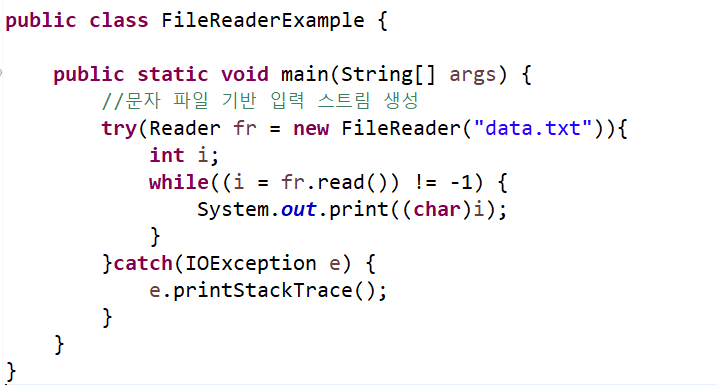 public class FileReaderExample {
public static void main(String[] args) {
//문자 파일 기반 입력 스트림 생성
try(Reader fr = new FileReader("data.txt")){
int i;
while((i = fr.read()) != -1) {
System.out.print((char)i);
}
}catch(IOException e) {
e.printStackTrace();
}
}
}